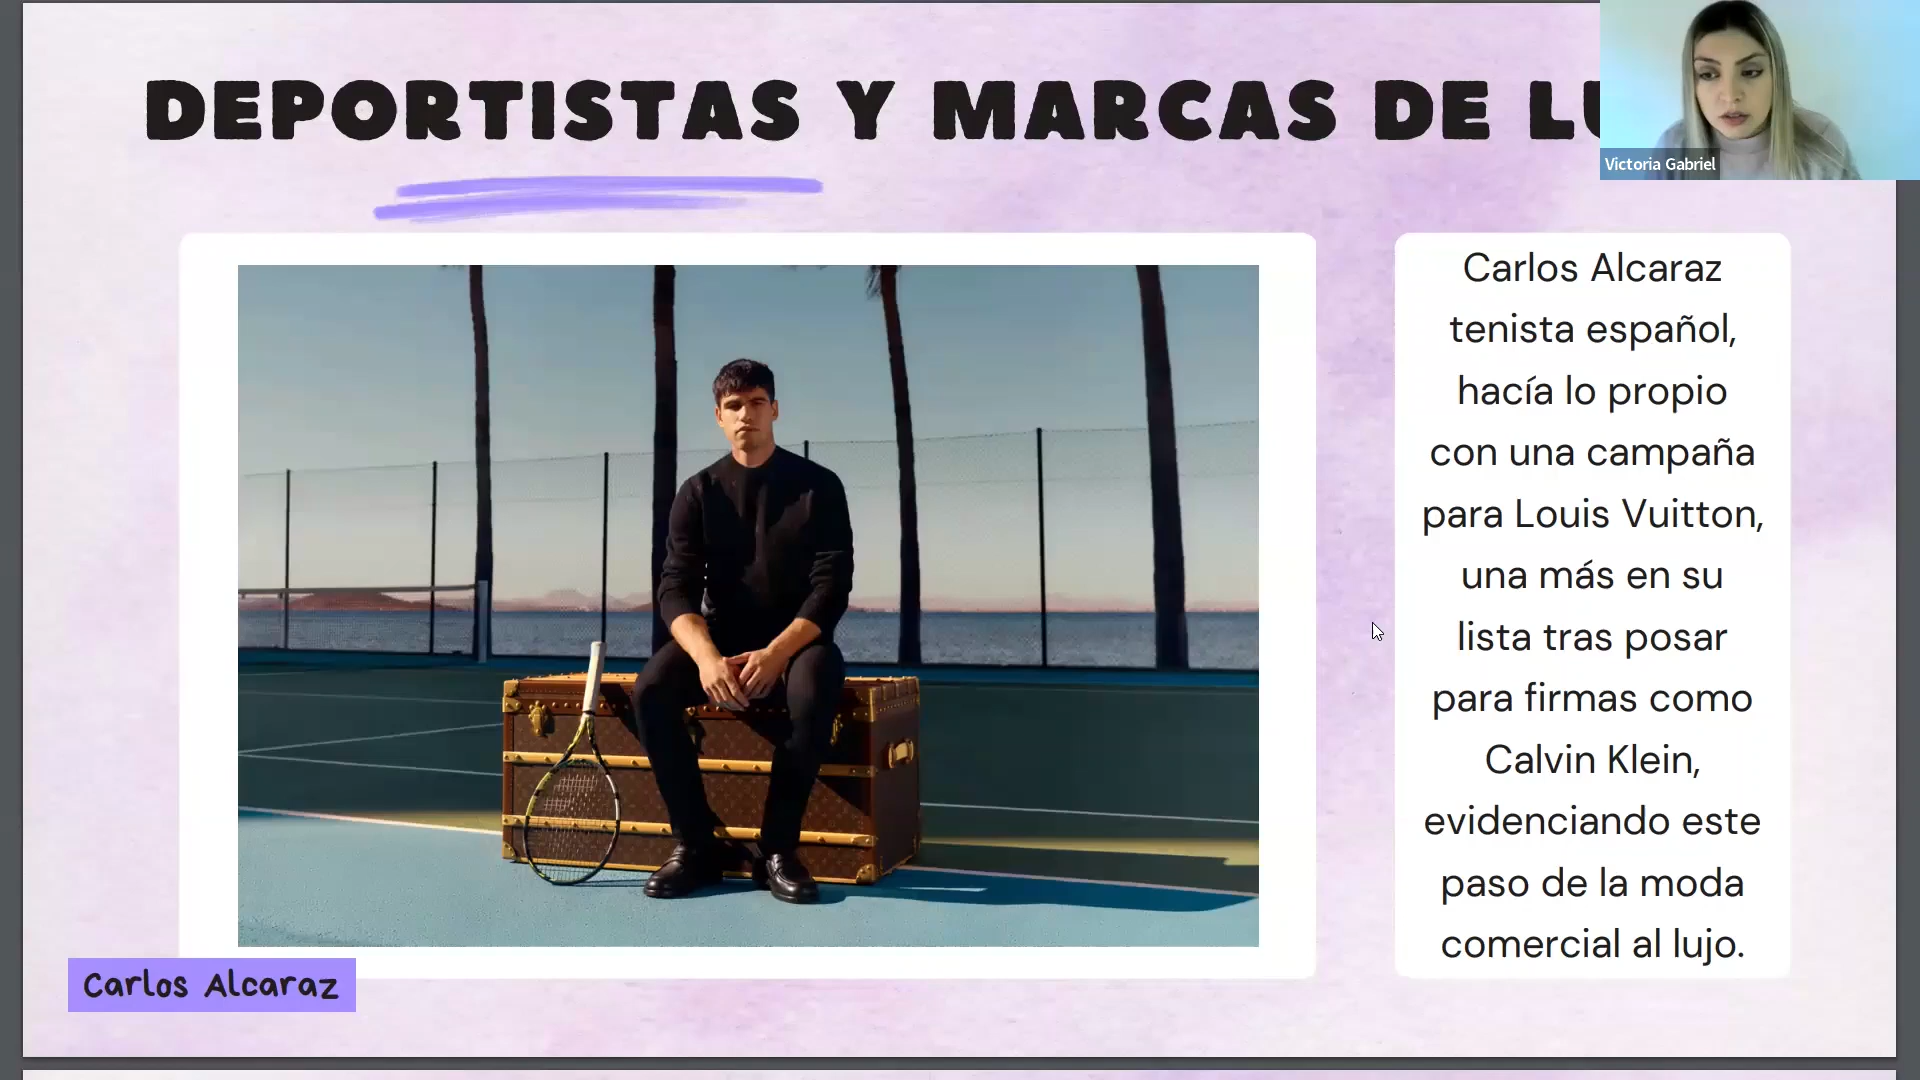 DEPORTISTAS Y MARCAS DE
Victoria Gabriel
Carlos Alcaraz
tenista español,
hacía lo propio
con una campaña
para Louis Vuitton,
una más en su
lista tras posar
para firmas como
Calvin Klein,
evidenciando este
paso de la moda
comercial al lujo.
Carlos Alcaraz